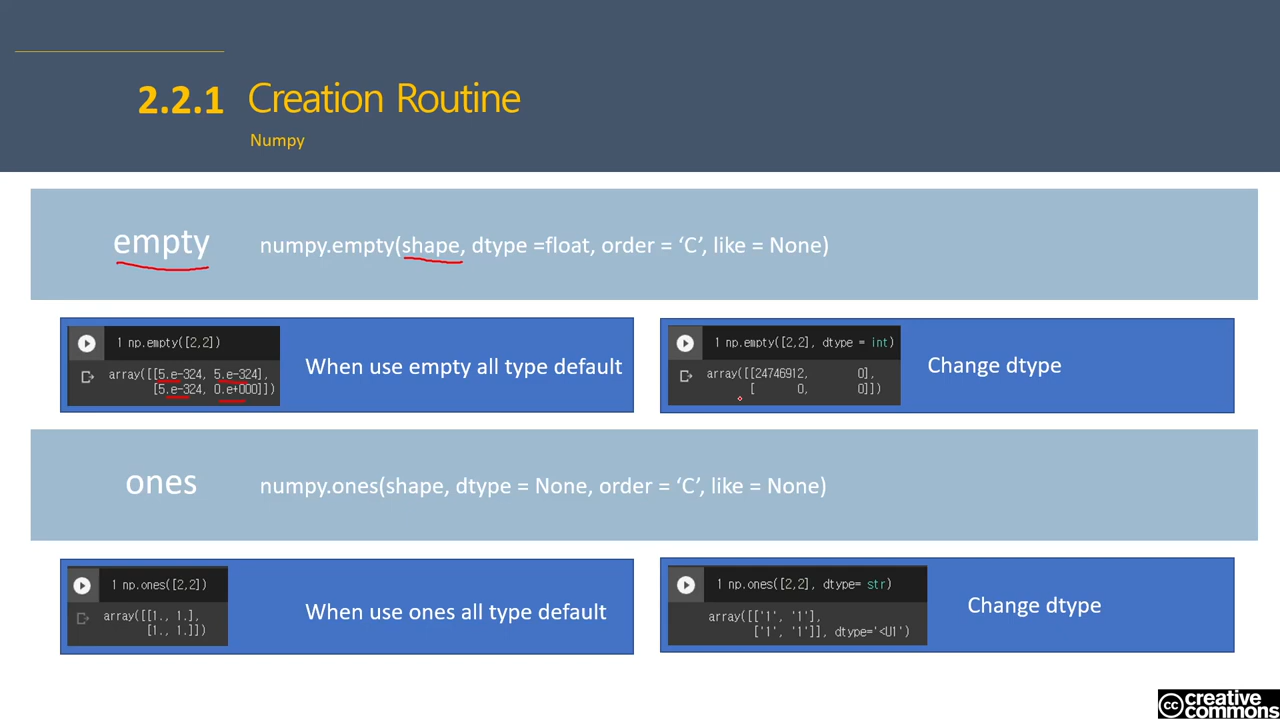 2.2.1 Creation Routine
Numpy
empty numpy.empty(shape, dtype =float, order = ‘C’, like = None)
1 np.empty([2,2])
array([[5.e-324, 5.e-324],
[5.e-324, 0.e+000]])
When use empty all type default
1 np.empty([2,2], dtype = int)
array([[24746912, 0],
[ 0, 0]])
Change dtype
ones numpy.ones(shape, dtype = None, order = ‘C’, like = None)
1 np.ones([2,2])
array([[1., 1.],
[1., 1.]])
When use ones all type default
1 np.ones([2,2], dtype= str)
array([['1', '1'],
['1', '1']], dtype='<U1')
Change dtype
cc creative
commons